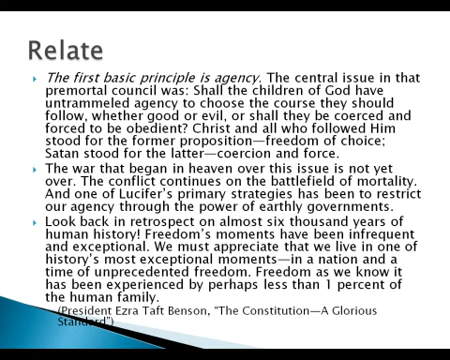 Relate
The first basic principle is agency. The central issue in that
premortal council was: Shall the children of God have
untrammeled agency to choose the course they should
follow, whether good or evil, or shall they be coerced and
forced to be obedient? Christ and all who followed Him
stood for the former proposition—freedom of choice;
Satan stood for the latter—coercion and force.
The war that began in heaven over this issue is not yet
over. The conflict continues on the battlefield of mortality.
And one of Lucifer's primary strategies has been to restrict
our agency through the power of earthly governments.
Look back in retrospect on almost six thousand years of
human history! Freedom's moments have been infrequent
and exceptional. We must appreciate that we live in one of
history's most exceptional moments—in a nation and a
time of unprecedented freedom. Freedom as we know it
has been experienced by perhaps less than 1 percent of
the human family.
(President Ezra Taft Benson, “The Constitution—A Glorious
Standard”)